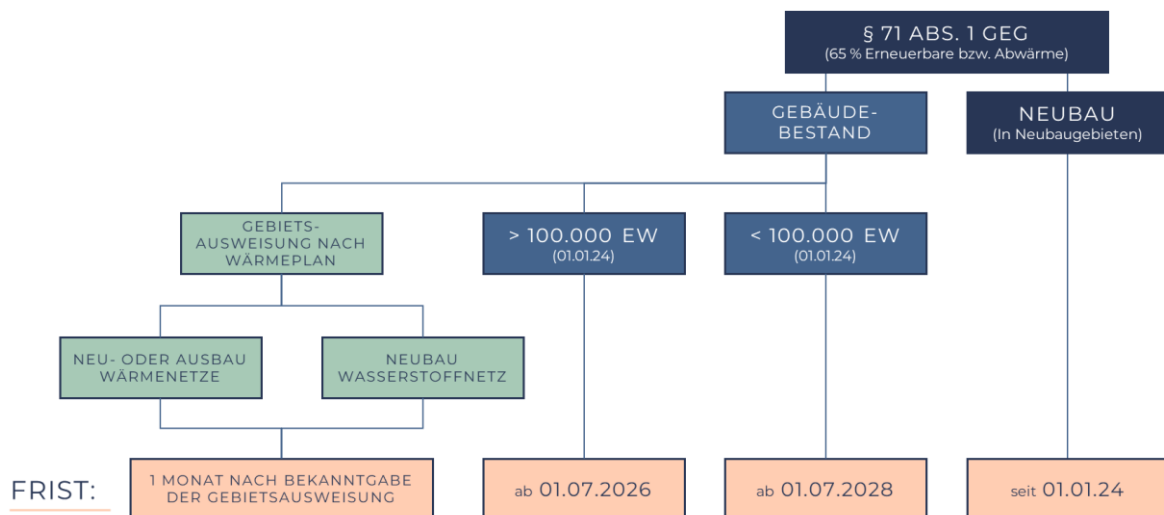 § 71 ABS. 1 GEG
(65 % Erneuerbare bzw. Abwärme)
GEBÄUDE-
BESTAND
NEUBAU
(In Neubaugebieten)
GEBIETS-
AUSWEISUNG NACH
WÄRMEPLAN
> 100.000 EW
(01.01.24)
< 100.000 EW
(01.01.24)
NEU- ODER AUSBAU
WÄRMENETZE
NEUBAU
WASSERSTOFFNETZ
FRIST:
1 MONAT NACH BEKANNTGABE
DER GEBIETSAUSWEISUNG
ab 01.07.2026
ab 01.07.2028
seit 01.01.24